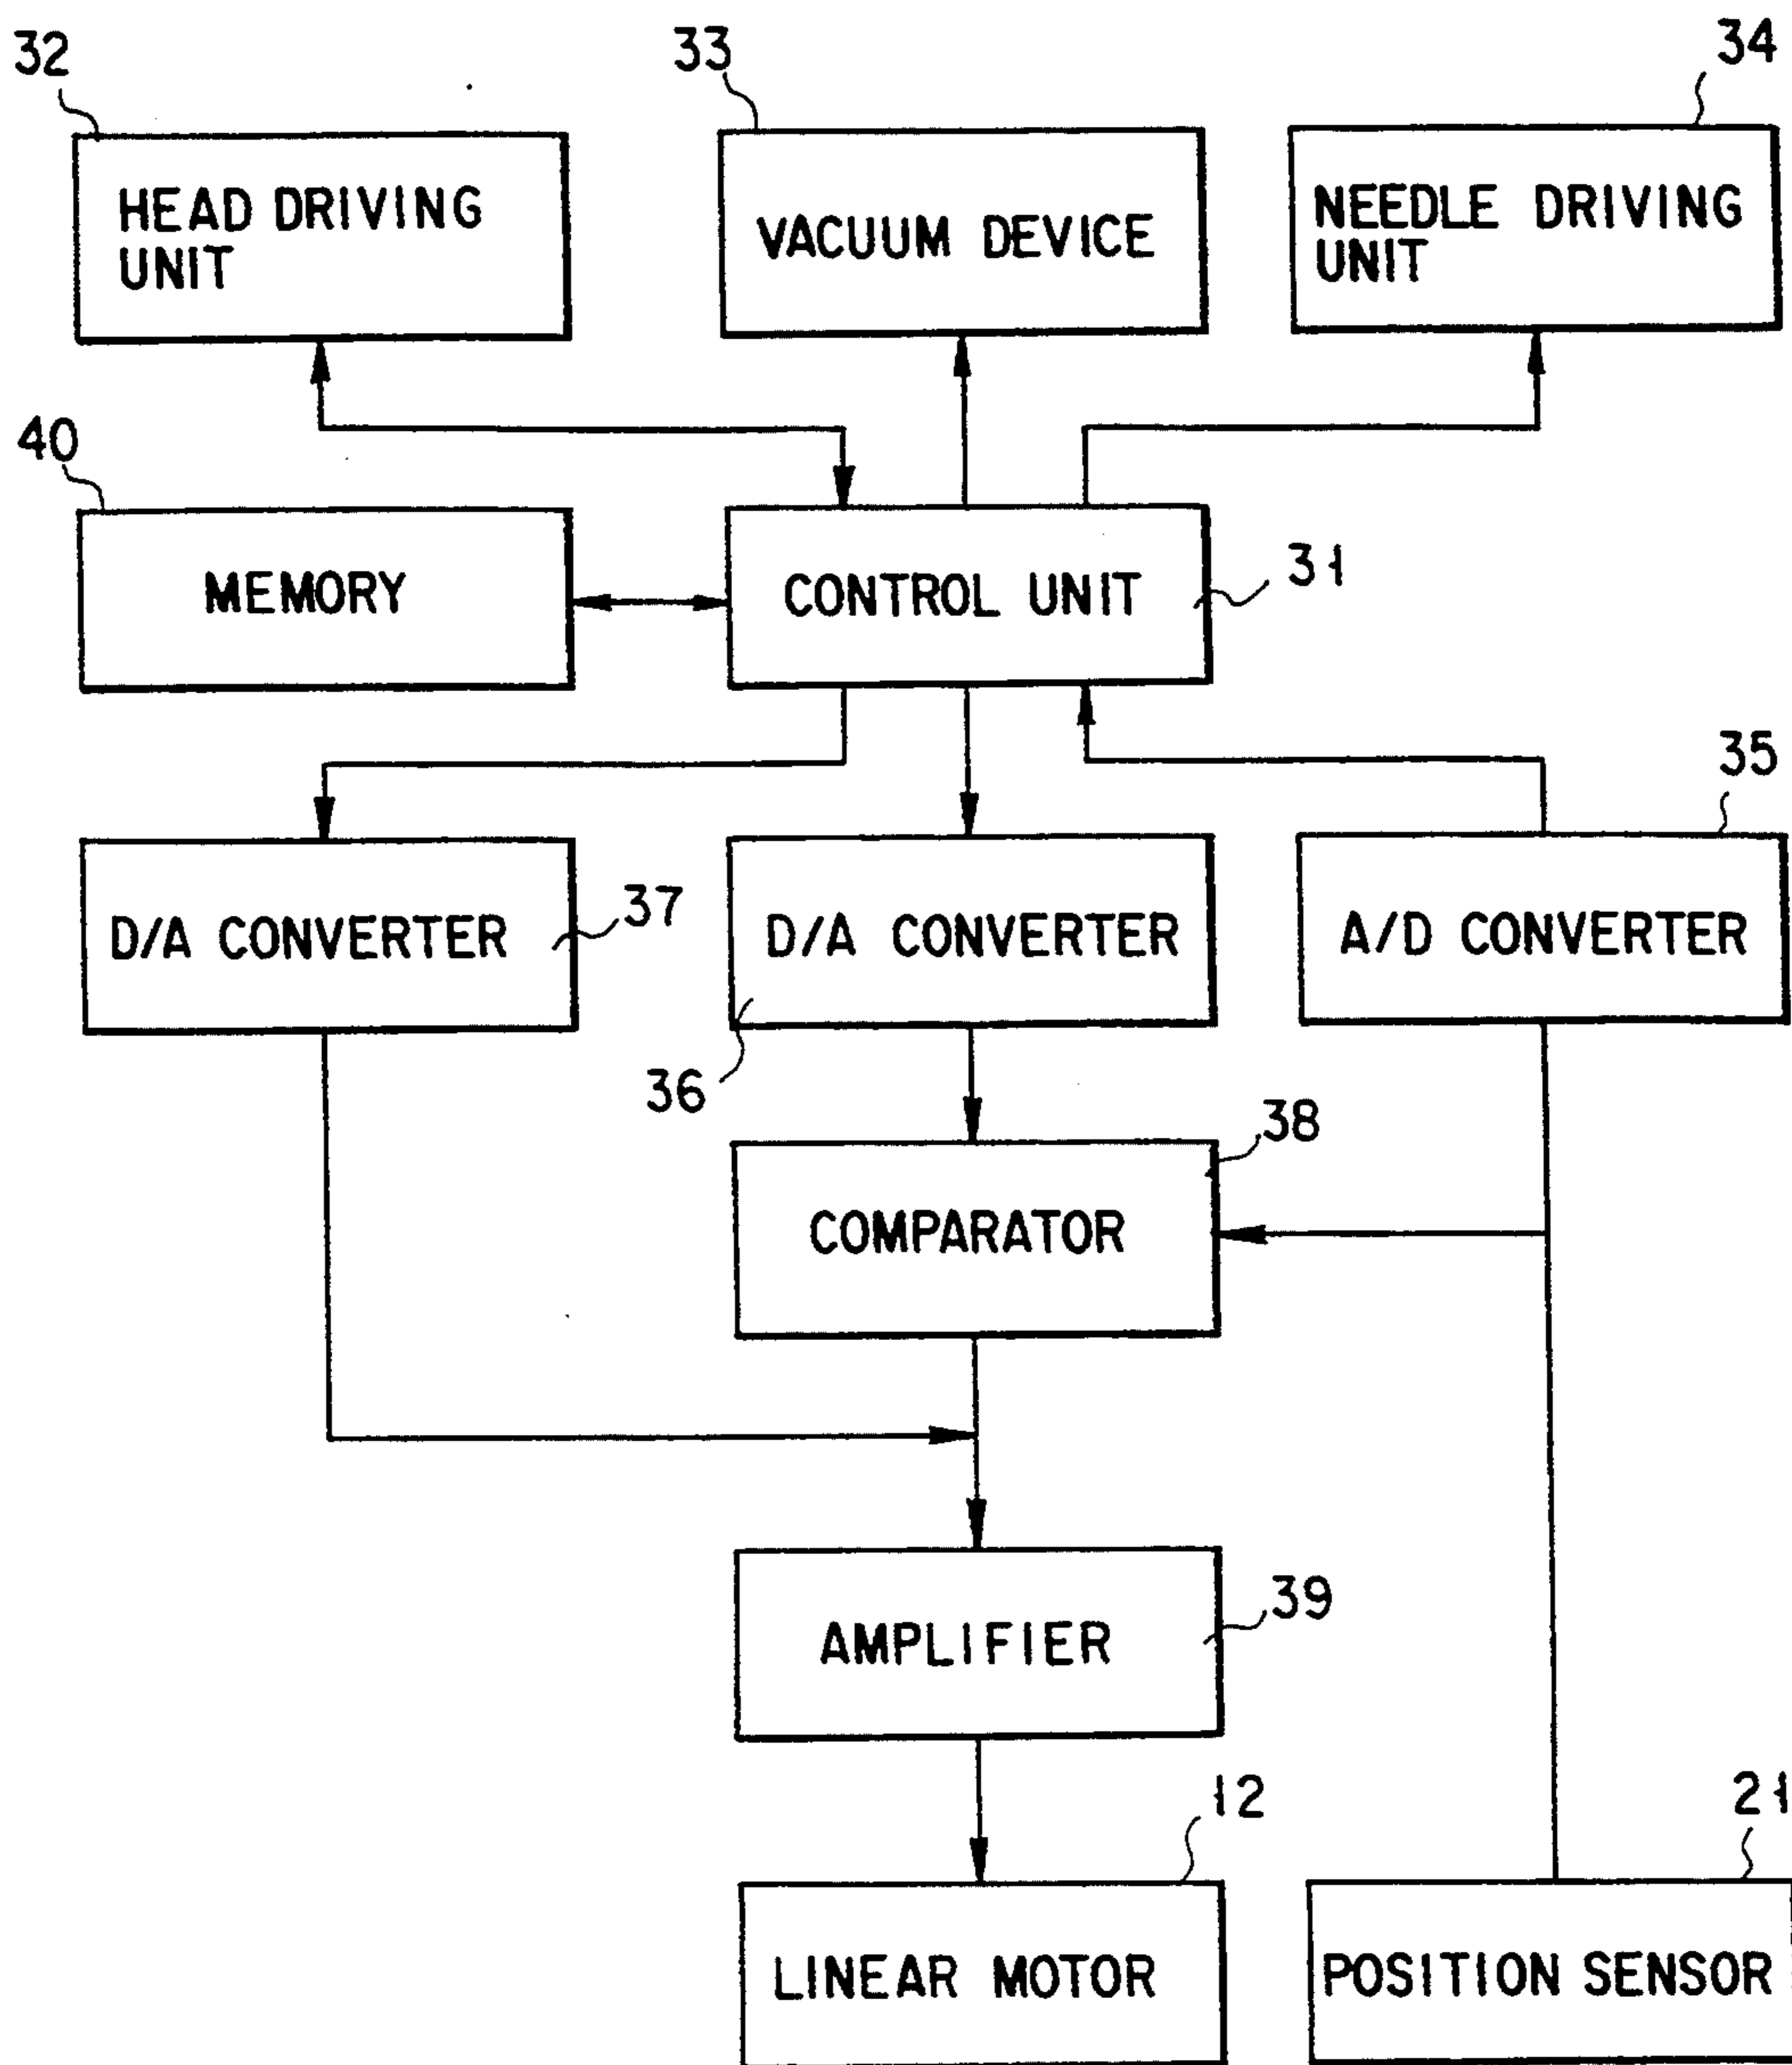 32
33
34
HEAD DRIVING
UNIT
VACUUM DEVICE
NEEDLE DRIVING
UNIT
40
MEMORY
CONTROL UNIT
31
35
D/A CONVERTER
37
D/A CONVERTER
A/D CONVERTER
36
38
COMPARATOR
39
AMPLIFIER
12
21
LINEAR MOTOR
POSITION SENSOR